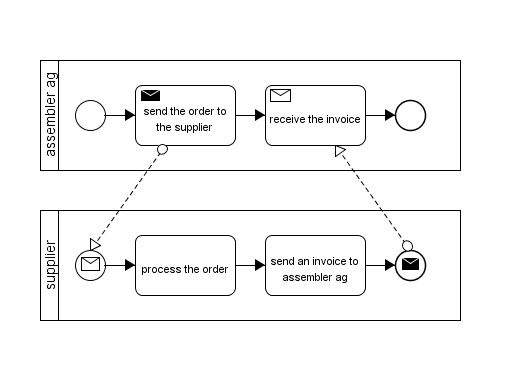 assembler ag
send the order to
the supplier
receive the invoice
supplier
process the order
send an invoice to
assembler ag